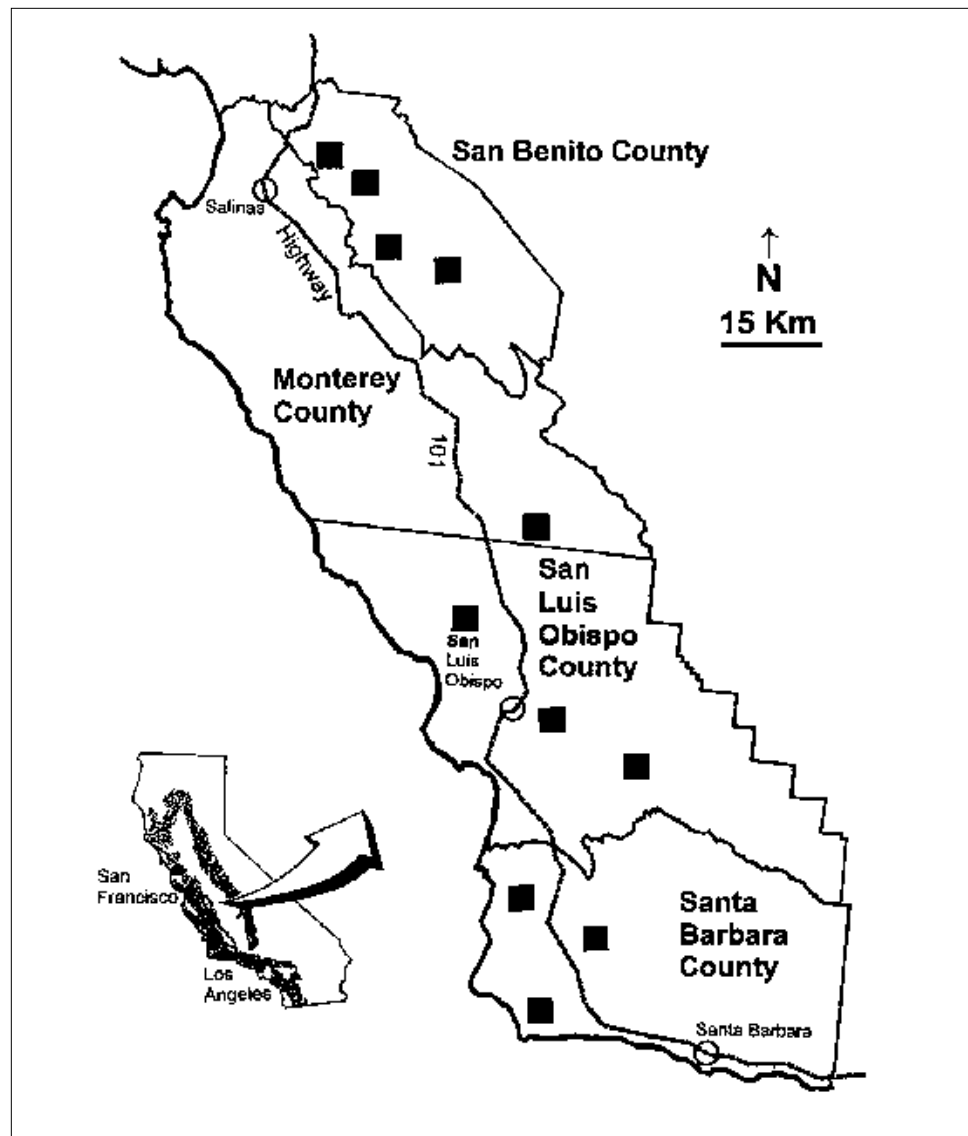 San Benito County
Salinas
Highway
N
15 Km
Monterey
County
101
San
Luis
Obispo
County
San
Luis
Obispo
San
Francisco
Los
Angeles
Santa
Barbara
County
Santa Barbara